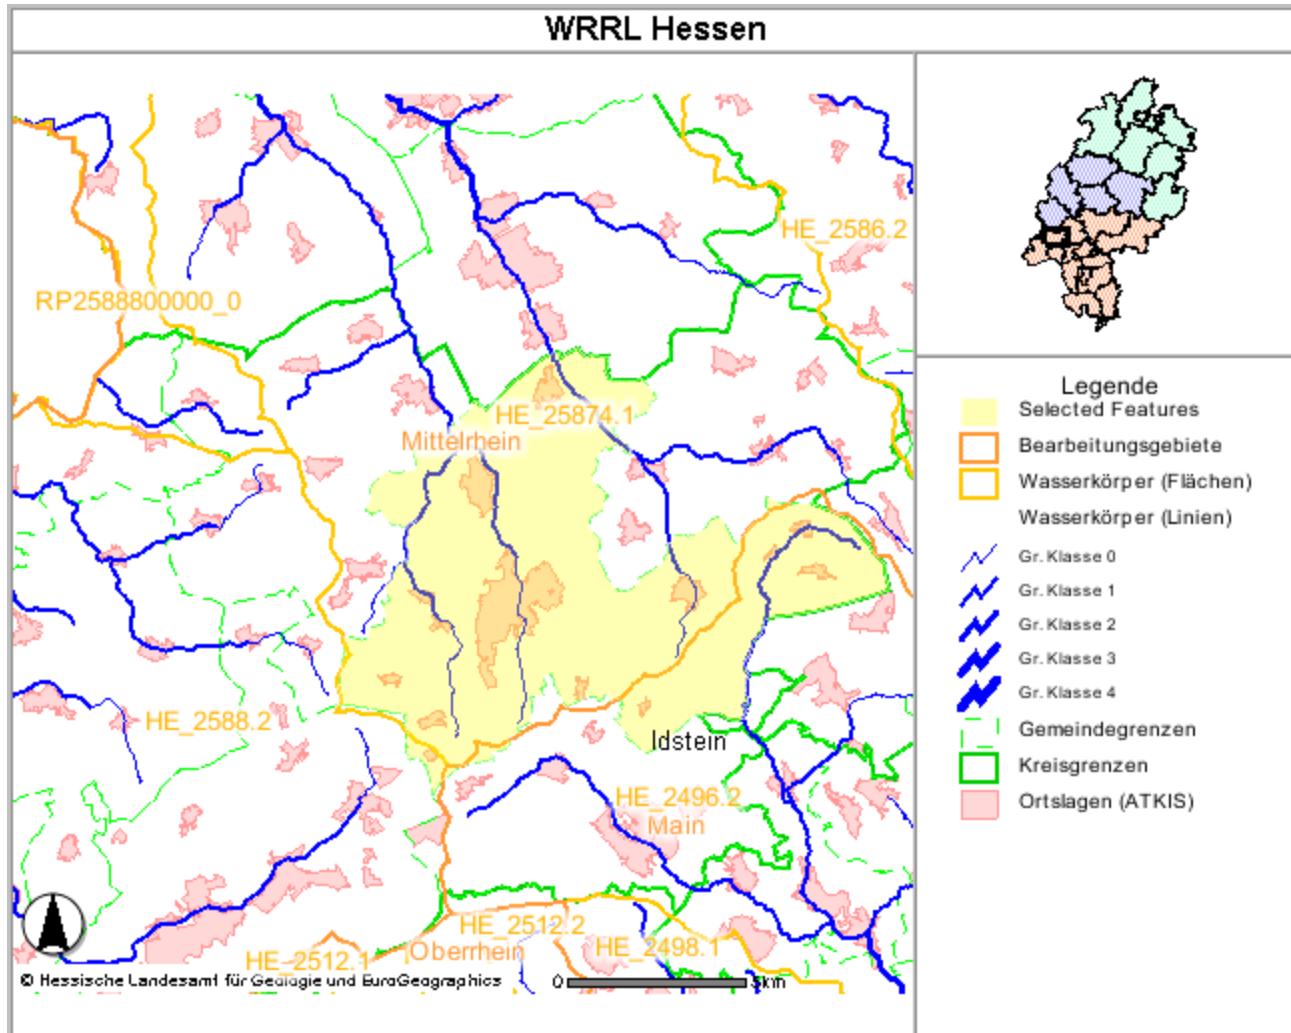 WRRL Hessen
HE_2586.2
RP2588800000_0
HE_25874.1
Mittelrhein
HE_2588.2
Idstein
HE_2496.2
Main
HE_2512.2
Oberrhein
HE_2498.1
HE_2512.1
© Hessische Landesamt für Geologie und EuroGeographics
0 5km
Legende
Selected Features
Bearbeitungsgebiete
Wasserkörper (Flächen)
Wasserkörper (Linien)
Gr. Klasse 0
Gr. Klasse 1
Gr. Klasse 2
Gr. Klasse 3
Gr. Klasse 4
Gemeindegrenzen
Kreisgrenzen
Ortslagen (ATKIS)